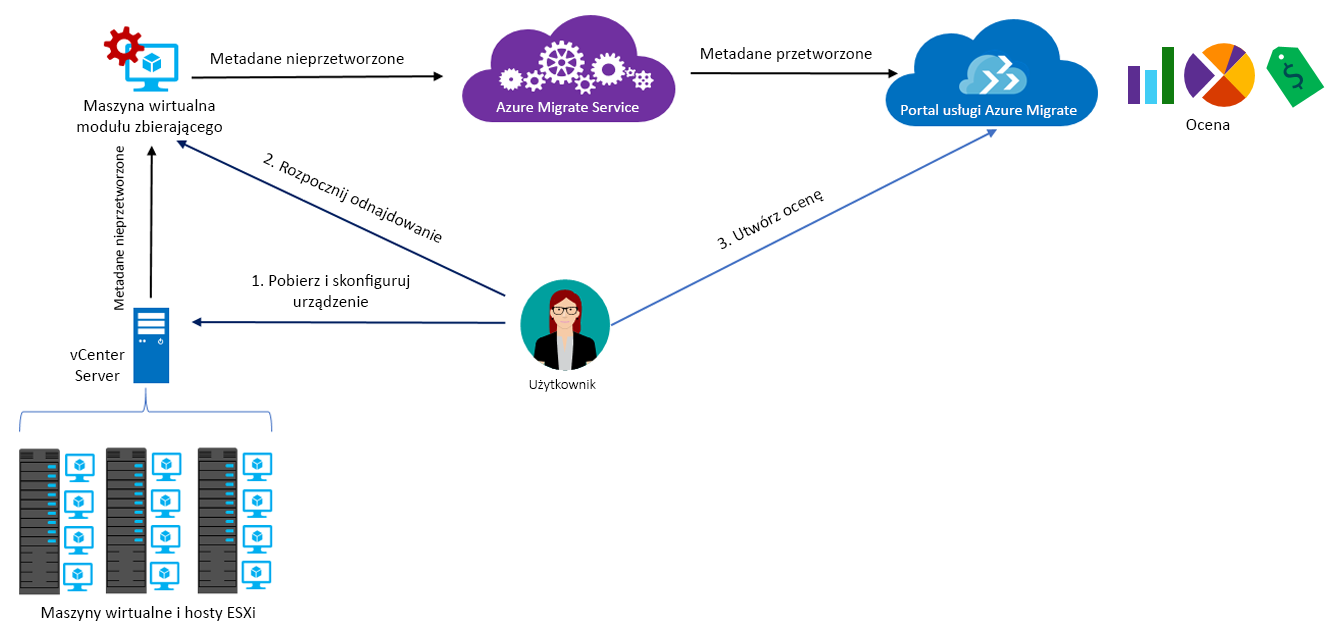 Metadane nieprzetworzone
Metadane przetworzone
Azure Migrate Service
Portal usługi Azure Migrate
Maszyna wirtualna
modułu zbierającego
Ocena
Metadane nieprzetworzone
2. Rozpocznij odnajdowanie
3. Utwórz ocenę
1. Pobierz i skonfiguruj
urządzenie
vCenter
Server
Użytkownik
Maszyny wirtualne i hosty ESXi